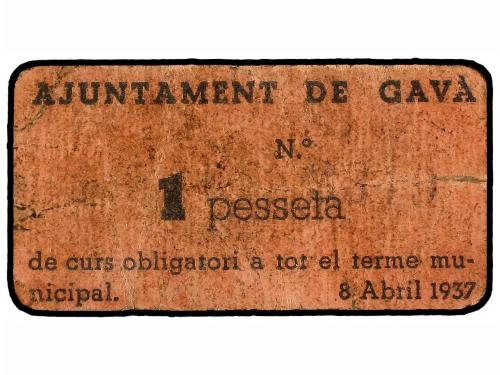 AJUNTAMENT DE GAVÀ
N.º
1 pesseta
de curs obligatori a tot el terme mu-
nicipal. 8 Abril 1937